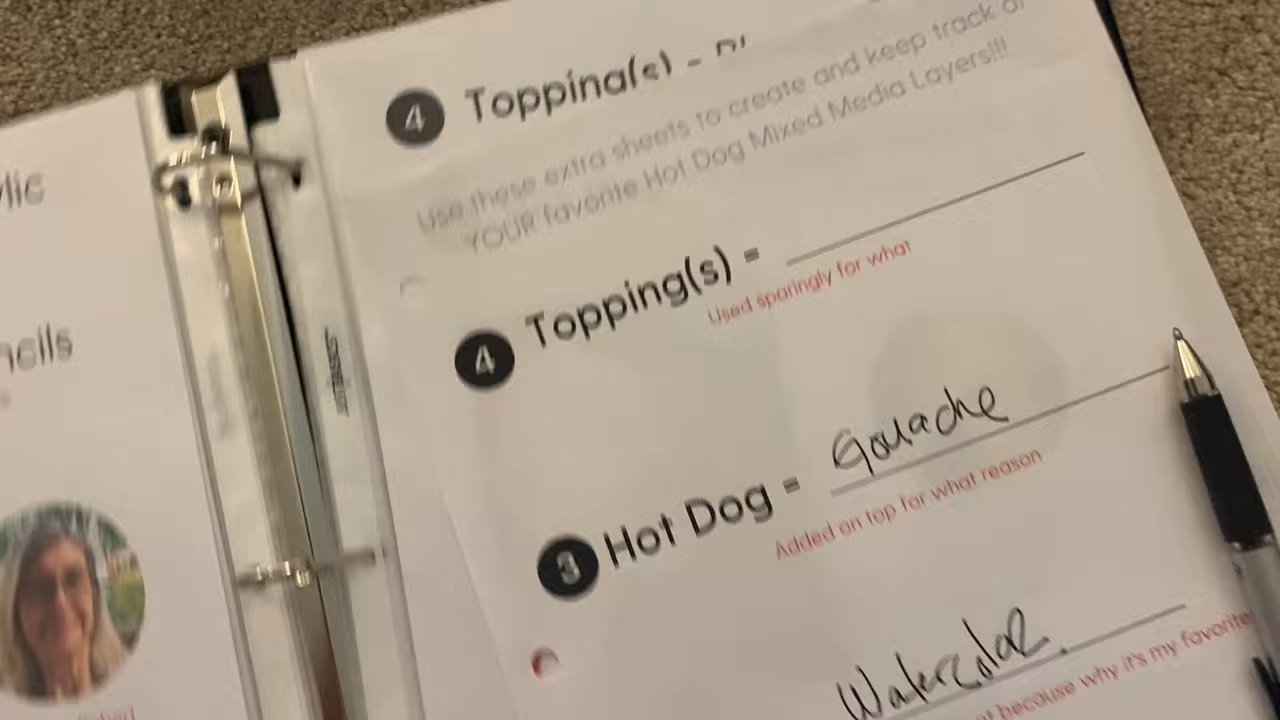 4 Topping(s) -
Use these extra sheets to create and keep track of
YOUR favorite Hot Dog Mixed Media Layers!!!
4 Topping(s) =
Used sparingly for what
3 Hot Dog = Gouache
Added on top for what reason
Watercolor.
because why it's my favorite